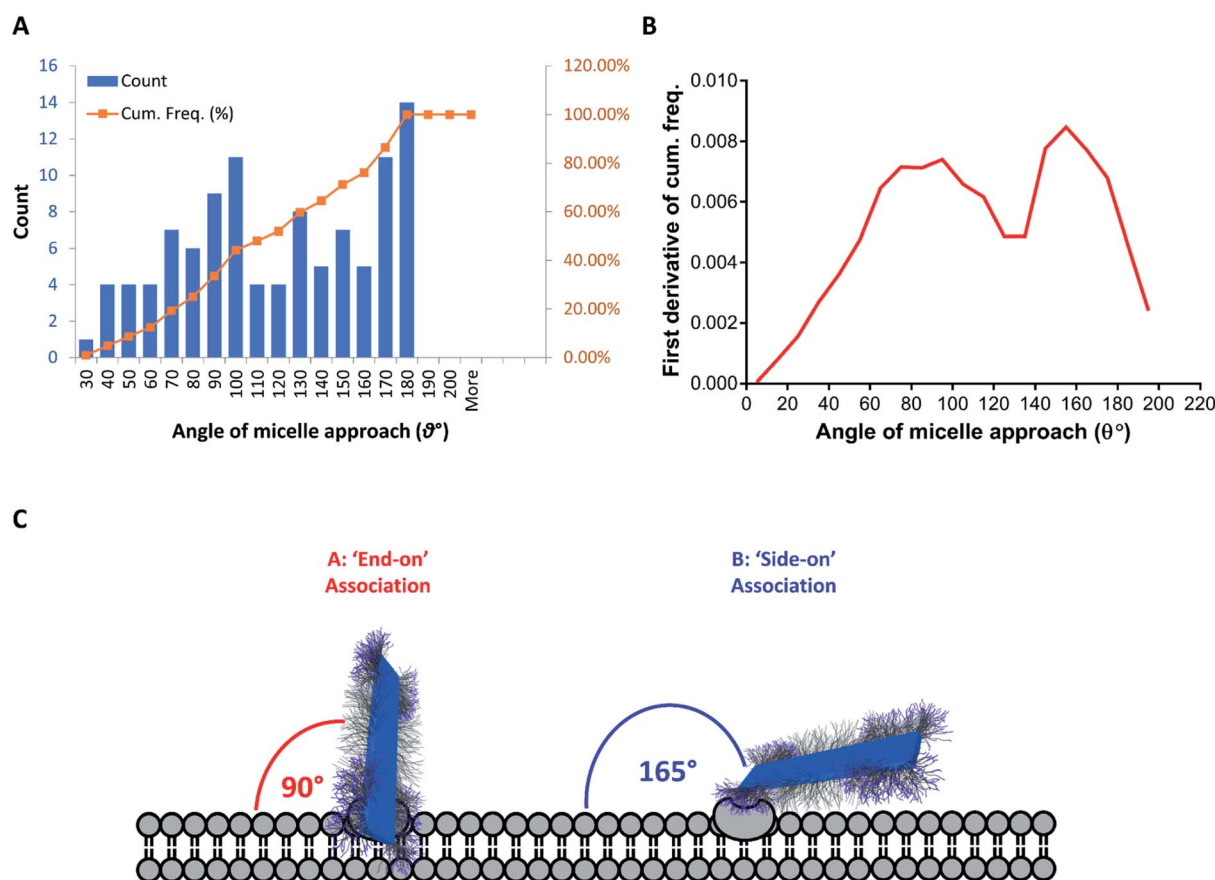 A
Count
Cum. Freq. (%)
16
14
12
10
8
6
4
2
0
Count
120.00%
100.00%
80.00%
60.00%
40.00%
20.00%
0.00%
30 40 50 60 70 80 90 100 110 120 130 140 150 160 170 180 190 200 More
Angle of micelle approach (ϑ°)
B
First derivative of cum. freq.
0.010
0.008
0.006
0.004
0.002
0.000
0 20 40 60 80 100 120 140 160 180 200 220
Angle of micelle approach (θ°)
C
A: 'End-on'
Association
B: 'Side-on'
Association
90°
165°